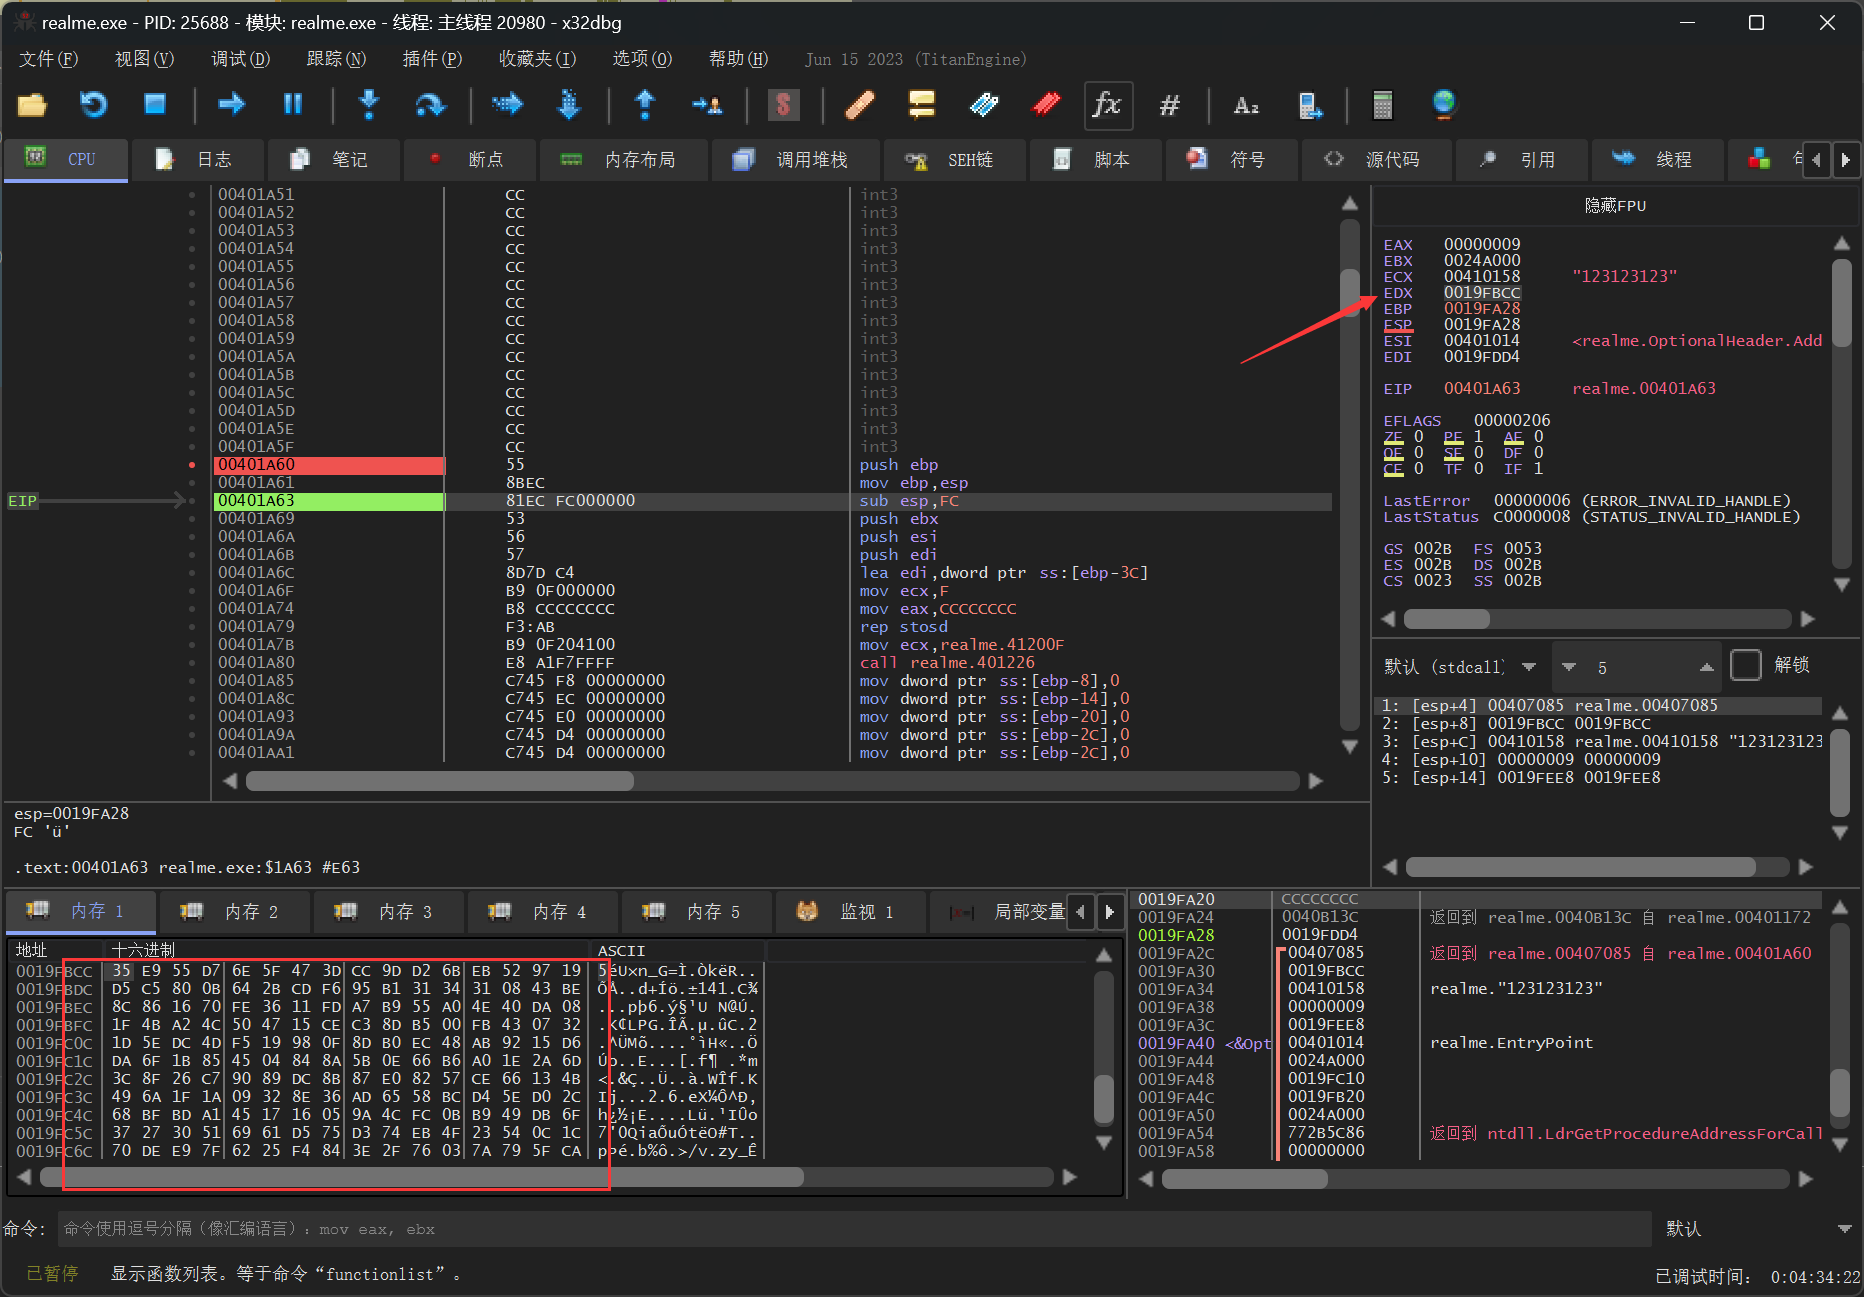 realme.exe - PID: 25688 - 模块: realme.exe - 线程: 主线程 20980 - x32dbg
文件(F) 视图(V) 调试(D) 跟踪(N) 插件(P) 收藏夹(I) 选项(O) 帮助(H) Jun 15 2023 (TitanEngine)
CPU 日志 笔记 断点 内存布局 调用堆栈 SEH链 脚本 符号 源代码 引用 线程
00401A51 CC int3
00401A52 CC int3
00401A53 CC int3
00401A54 CC int3
00401A55 CC int3
00401A56 CC int3
00401A57 CC int3
00401A58 CC int3
00401A59 CC int3
00401A5A CC int3
00401A5B CC int3
00401A5C CC int3
00401A5D CC int3
00401A5E CC int3
00401A5F CC int3
00401A60 55 push ebp
00401A61 8BEC mov ebp,esp
EIP 00401A63 81EC FC000000 sub esp,FC
00401A69 53 push ebx
00401A6A 56 push esi
00401A6B 57 push edi
00401A6C 8D7D C4 lea edi,dword ptr ss:[ebp-3C]
00401A6F B9 0F000000 mov ecx,F
00401A74 B8 CCCCCCCC mov eax,CCCCCCCC
00401A79 F3:AB rep stosd
00401A7B B9 0F204100 mov ecx,realme.41200F
00401A80 E8 A1F7FFFF call realme.401226
00401A85 C745 F8 00000000 mov dword ptr ss:[ebp-8],0
00401A8C C745 EC 00000000 mov dword ptr ss:[ebp-14],0
00401A93 C745 E0 00000000 mov dword ptr ss:[ebp-20],0
00401A9A C745 D4 00000000 mov dword ptr ss:[ebp-2C],0
00401AA1 C745 D4 00000000 mov dword ptr ss:[ebp-2C],0
隐藏FPU
EAX 00000009
EBX 0024A000
ECX 00410158 "123123123"
EDX 0019FBCC
EBP 0019FA28
ESP 0019FA28
ESI 00401014 <realme.OptionalHeader.Add
EDI 0019FDD4
EIP 00401A63 realme.00401A63
EFLAGS 00000206
ZF 0 PF 1 AF 0
OF 0 SF 0 DF 0
CF 0 TF 0 IF 1
LastError 00000006 (ERROR_INVALID_HANDLE)
LastStatus C0000008 (STATUS_INVALID_HANDLE)
GS 002B FS 0053
ES 002B DS 002B
CS 0023 SS 002B
默认 (stdcall) 5 解锁
1: [esp+4] 00407085 realme.00407085
2: [esp+8] 0019FBCC 0019FBCC
3: [esp+C] 00410158 realme.00410158 "123123123
4: [esp+10] 00000009 00000009
5: [esp+14] 0019FEE8 0019FEE8
esp=0019FA28
FC 'ü'
.text:00401A63 realme.exe:$1A63 #E63
内存 1 内存 2 内存 3 内存 4 内存 5 监视 1 局部变量
地址 十六进制 ASCII
0019FBCC 35 E9 55 D7 6E 5F 47 3D CC 9D D2 6B EB 52 97 19 5éU×n_G=Ì.ÒkëR..
0019FBDC D5 C5 80 0B 64 2B CD F6 95 B1 31 34 31 08 43 BE ÕÅ..d+Íö.±141.C¾
0019FBEC 8C 86 16 70 FE 36 11 FD A7 B9 55 A0 4E 40 DA 08 ...pþ6.ý§¹U N@Ú.
0019FBFC 1F 4B A2 4C 50 47 15 CE C3 8D B5 00 FB 43 07 32 .K¢LPG.ÎÃ.µ.ûC.2
0019FC0C 1D 5E DC 4D F5 19 98 0F 8D B0 EC 48 AB 92 15 D6 .^ÜMõ....°ìH«..Ö
0019FC1C DA 6F 1B 85 45 04 84 8A 5B 0E 66 B6 A0 1E 2A 6D Úo..E...[.f¶ .*m
0019FC2C 3C 8F 26 C7 90 89 DC 8B 87 E0 82 57 CE 66 13 4B <.&Ç..Ü..à.WÎf.K
0019FC3C 49 6A 1F 1A 09 32 8E 36 AD 65 58 BC D4 5E D0 2C Ij...2.6.eX¼Ô^Ð,
0019FC4C 68 BF BD A1 45 17 16 05 9A 4C FC 0B B9 49 DB 6F h¿½¡E....Lü.¹IÛo
0019FC5C 37 27 30 51 69 61 D5 75 D3 74 EB 4F 23 54 0C 1C 7'0QiaÕuÓtëO#T..
0019FC6C 70 DE E9 7F 62 25 F4 84 3E 2F 76 03 7A 79 5F CA pÞé.b%ô.>/v.zy_Ê
0019FA20 CCCCCCCC
0019FA24 0040B13C 返回到 realme.0040B13C 自 realme.00401172
0019FA28 0019FDD4
0019FA2C 00407085 返回到 realme.00407085 自 realme.00401A60
0019FA30 0019FBCC
0019FA34 00410158 realme."123123123"
0019FA38 00000009
0019FA3C 0019FEE8
0019FA40 <&Opt 00401014 realme.EntryPoint
0019FA44 0024A000
0019FA48 0019FC10
0019FA4C 0019FB20
0019FA50 0024A000
0019FA54 772B5C86 返回到 ntdll.LdrGetProcedureAddressForCall
0019FA58 00000000
命令: 命令使用逗号分隔（像汇编语言）：mov eax, ebx 默认
已暂停 显示函数列表。等于命令“functionlist”。 已调试时间: 0:04:34:22